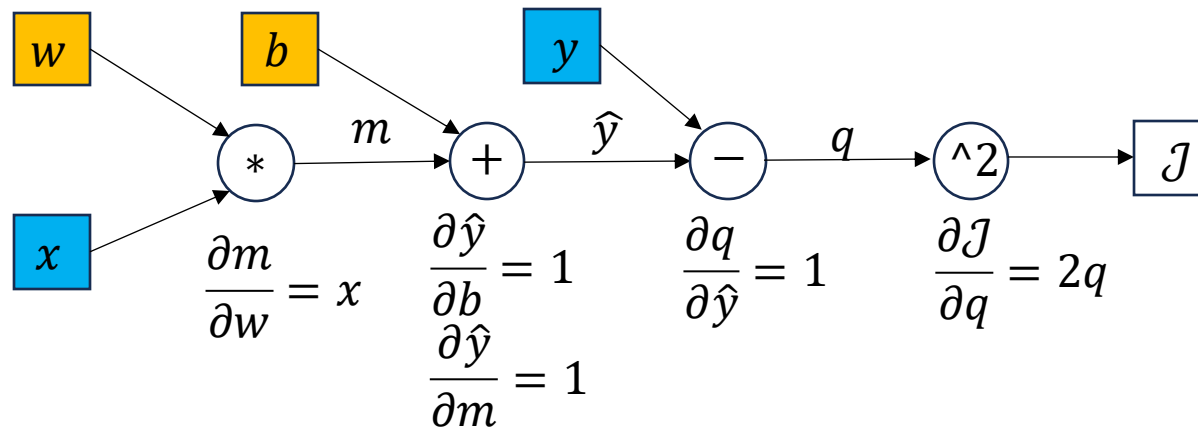 w b y
m ŷ q
* + − ^2 𝒥
x
∂m/∂w = x ∂ŷ/∂b = 1 ∂q/∂ŷ = 1 ∂𝒥/∂q = 2q
∂ŷ/∂m = 1